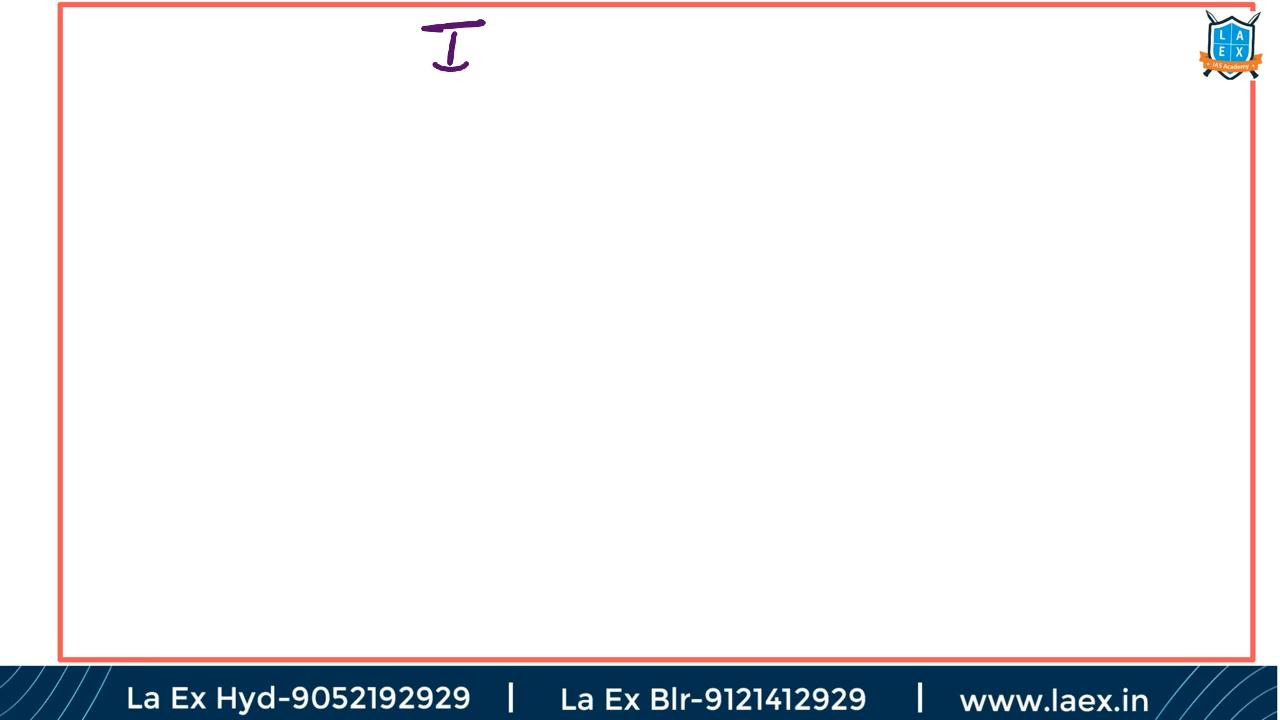 I
L A
E X
IAS Academy
La Ex Hyd-9052192929 | La Ex Blr-9121412929 | www.laex.in